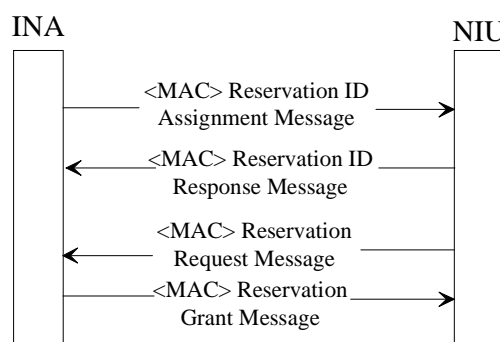 INA
NIU
<MAC> Reservation ID
Assignment Message
<MAC> Reservation ID
Response Message
<MAC> Reservation
Request Message
<MAC> Reservation
Grant Message